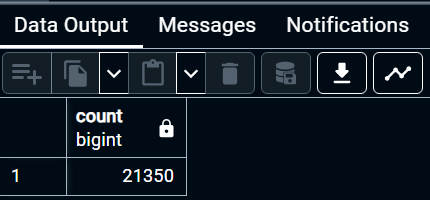 Data Output Messages Notifications
count
bigint
1 21350